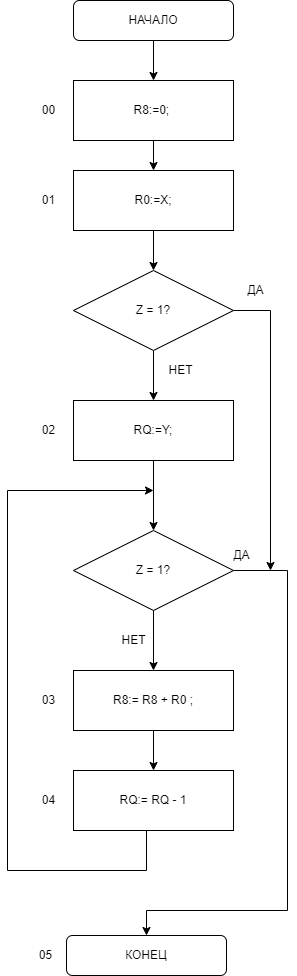 НАЧАЛО
00
R8:=0;
01
R0:=X;
Z = 1?
ДА
НЕТ
02
RQ:=Y;
Z = 1?
ДА
НЕТ
03
R8:= R8 + R0 ;
04
RQ:= RQ - 1
05
КОНЕЦ